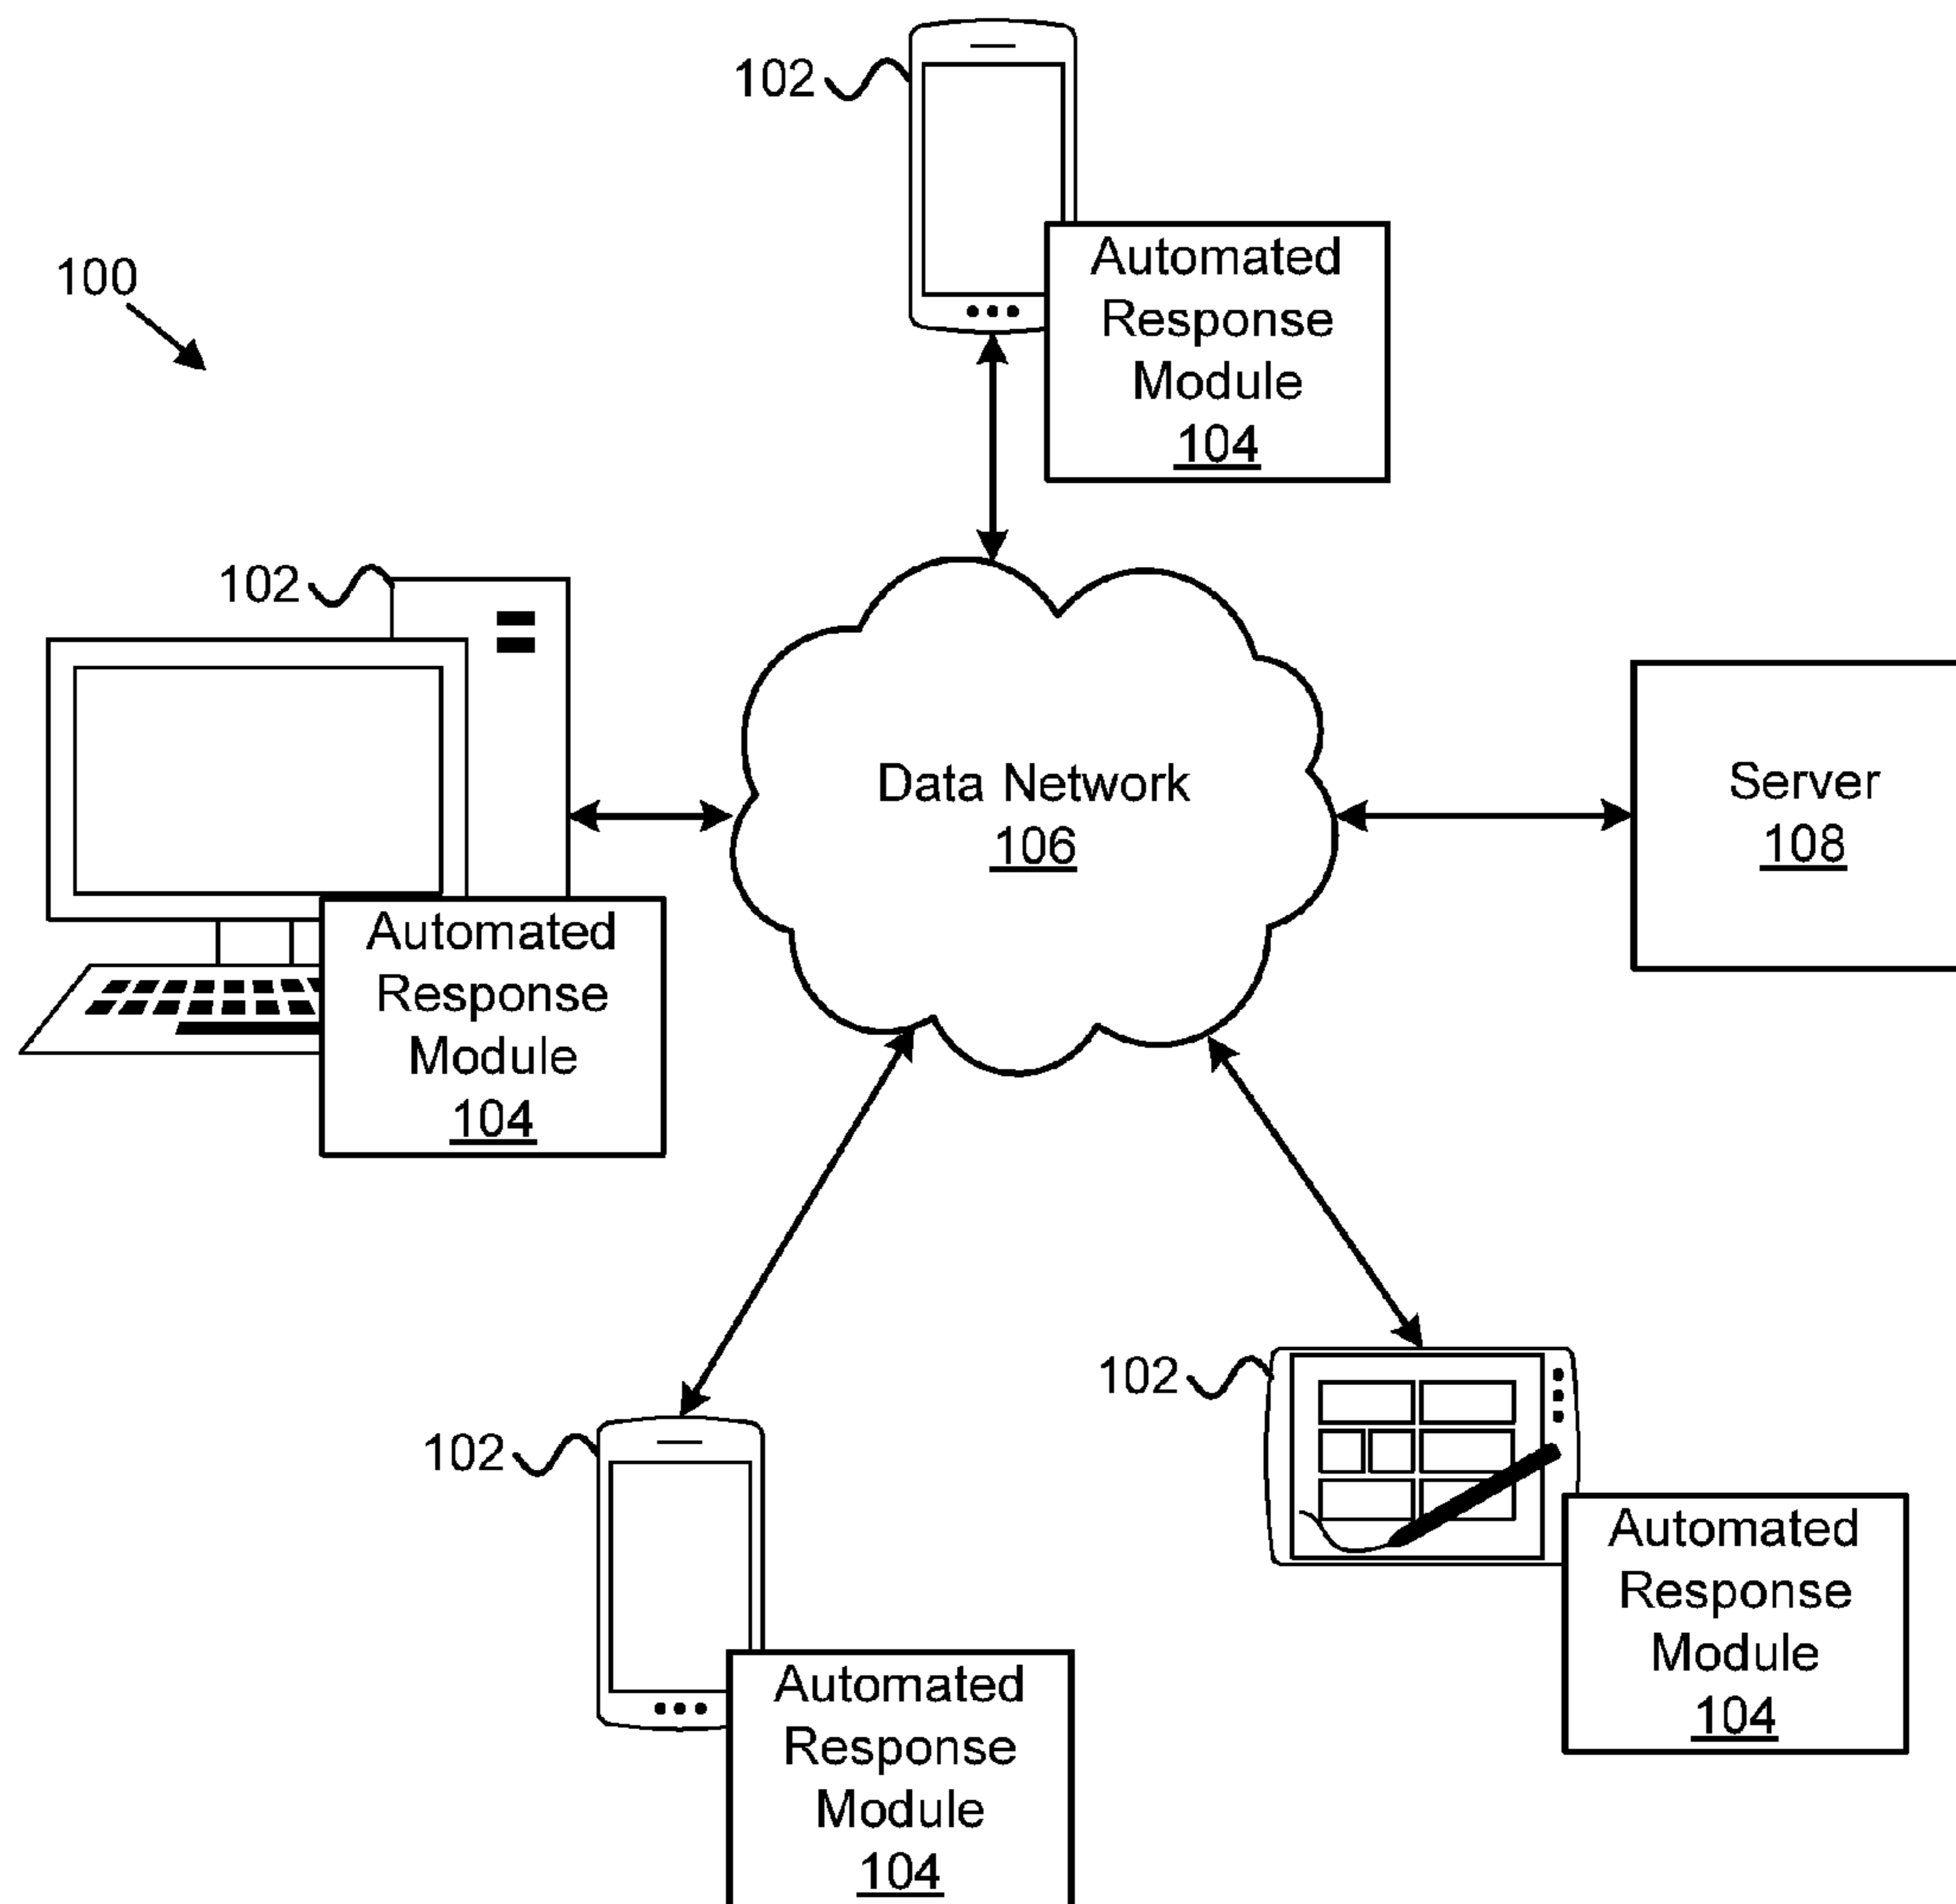 102
Automated
Response
Module
104
100
102
Data Network
106
Server
108
Automated
Response
Module
104
102
Automated
Response
Module
104
102
Automated
Response
Module
104